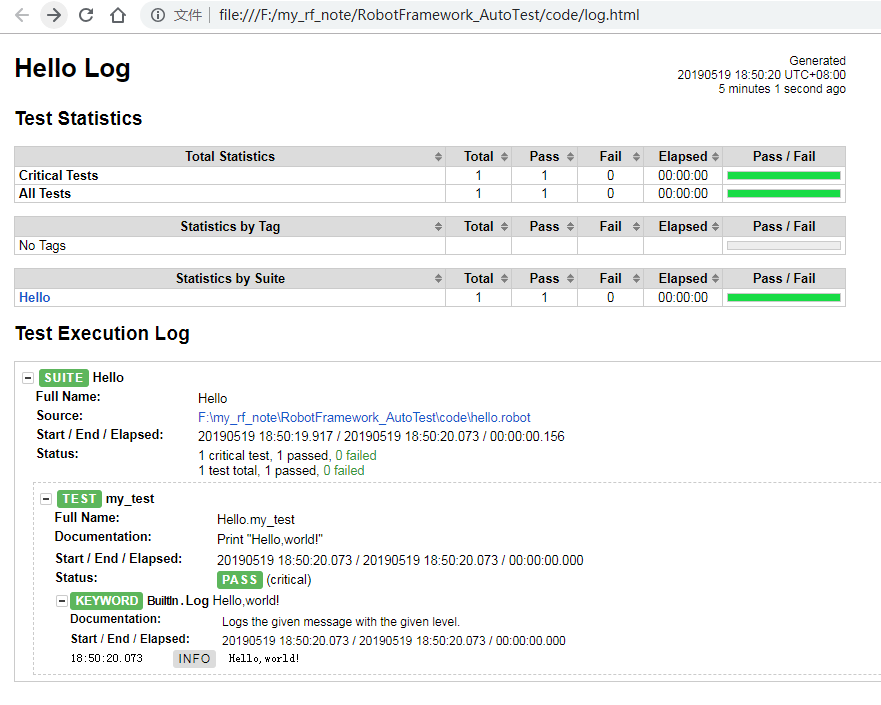 文件 file:///F:/my_rf_note/RobotFramework_AutoTest/code/log.html
Hello Log
Generated
20190519 18:50:20 UTC+08:00
5 minutes 1 second ago
Test Statistics
Total Statistics Total Pass Fail Elapsed Pass / Fail
Critical Tests 1 1 0 00:00:00
All Tests 1 1 0 00:00:00
Statistics by Tag Total Pass Fail Elapsed Pass / Fail
No Tags
Statistics by Suite Total Pass Fail Elapsed Pass / Fail
Hello 1 1 0 00:00:00
Test Execution Log
SUITE Hello
Full Name: Hello
Source: F:\my_rf_note\RobotFramework_AutoTest\code\hello.robot
Start / End / Elapsed: 20190519 18:50:19.917 / 20190519 18:50:20.073 / 00:00:00.156
Status: 1 critical test, 1 passed, 0 failed
1 test total, 1 passed, 0 failed
TEST my_test
Full Name: Hello.my_test
Documentation: Print "Hello,world!"
Start / End / Elapsed: 20190519 18:50:20.073 / 20190519 18:50:20.073 / 00:00:00.000
Status: PASS (critical)
KEYWORD BuiltIn.Log Hello,world!
Documentation: Logs the given message with the given level.
Start / End / Elapsed: 20190519 18:50:20.073 / 20190519 18:50:20.073 / 00:00:00.000
18:50:20.073 INFO Hello,world!